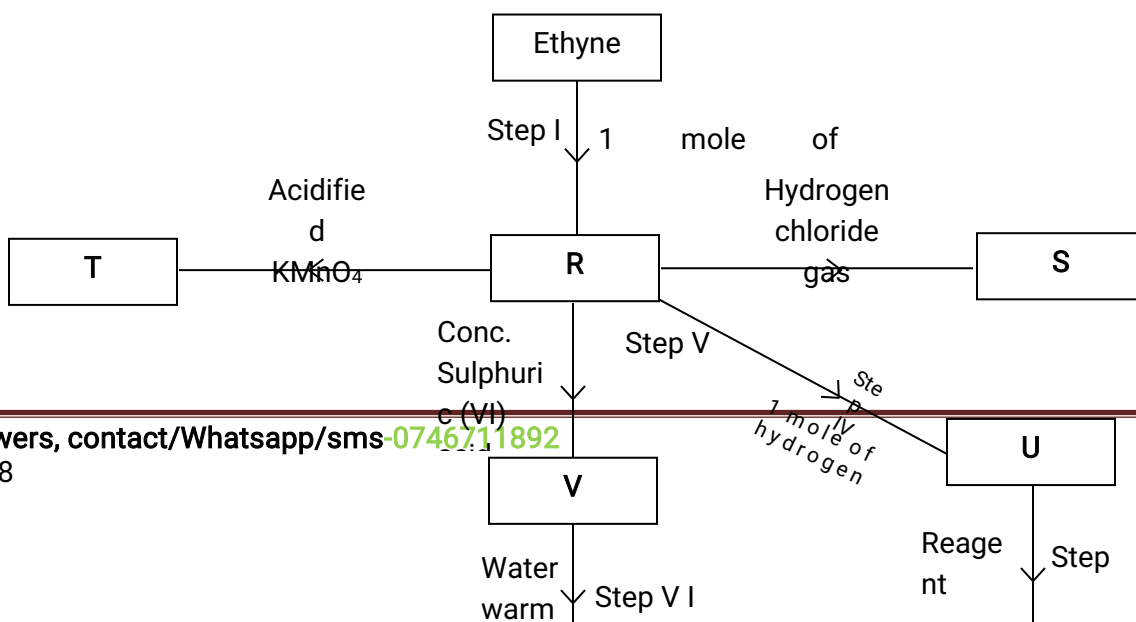 Ethyne
Step I
1 mole of
Hydrogen
chloride
gas
Acidifie
d
KMnO₄
T
R
S
Conc.
Sulphuri
c (VI)
acid
Step V
Ste
p
IV
1 mole of
hydrogen
wers, contact/Whatsapp/sms-0746711892
8
V
U
Water
warm
Step V I
Reage
nt
Step